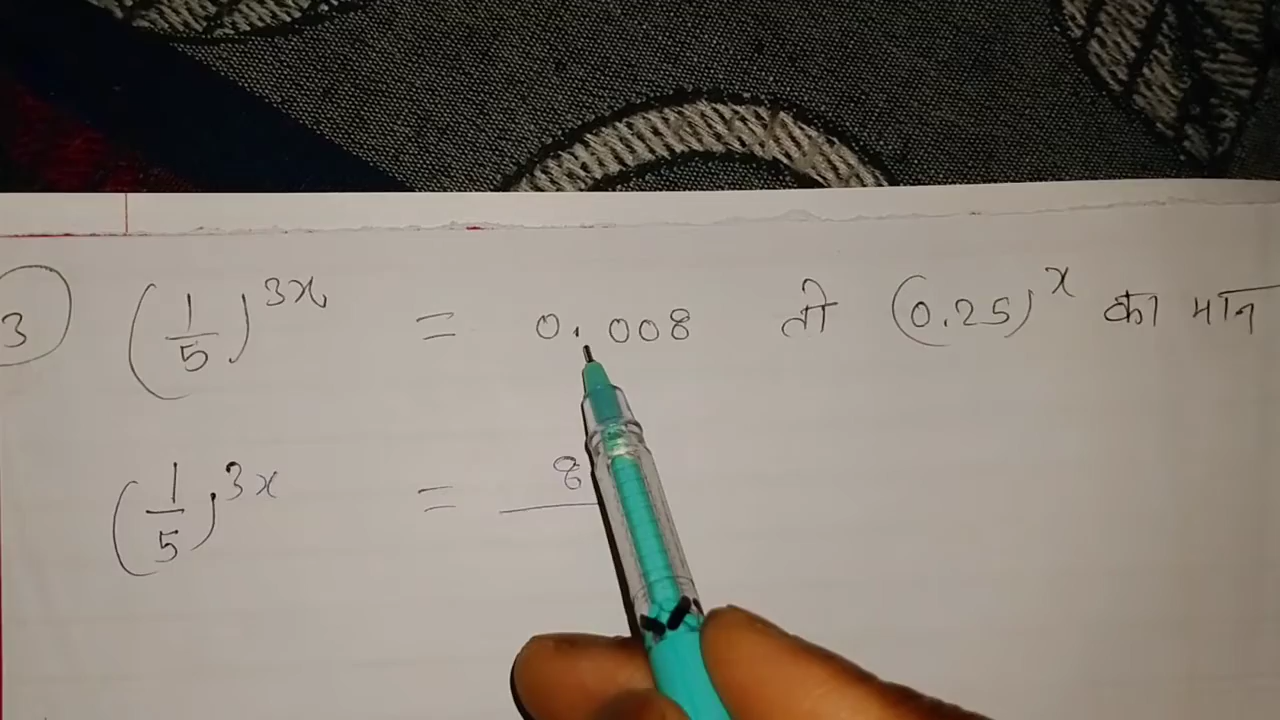 3 (1/5)^3x = 0.008 तो (0.25)^x का मान
(1/5)^3x = 8